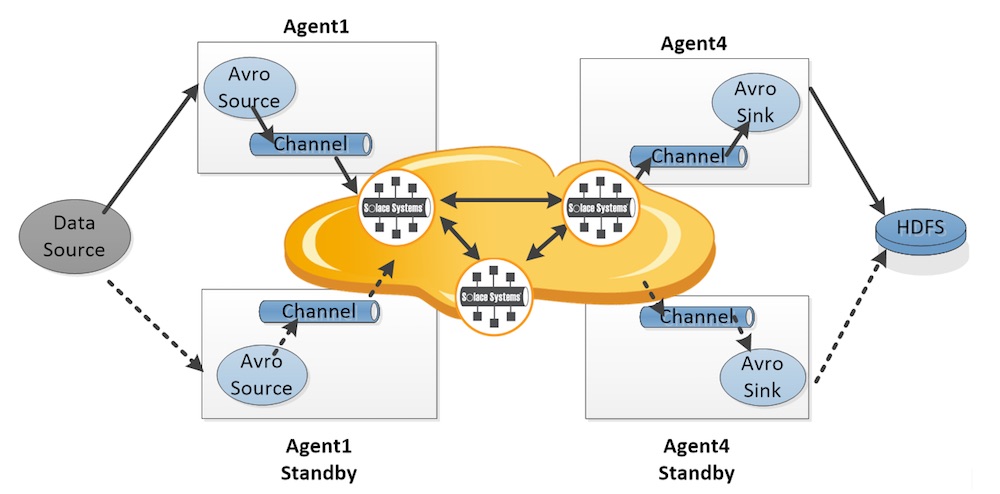 Agent1
Agent4
Avro
Source
Channel
Avro
Sink
Channel
Solace Systems
Solace Systems
Data
Source
HDFS
Solace Systems
Channel
Avro
Source
Channel
Avro
Sink
Agent1
Standby
Agent4
Standby